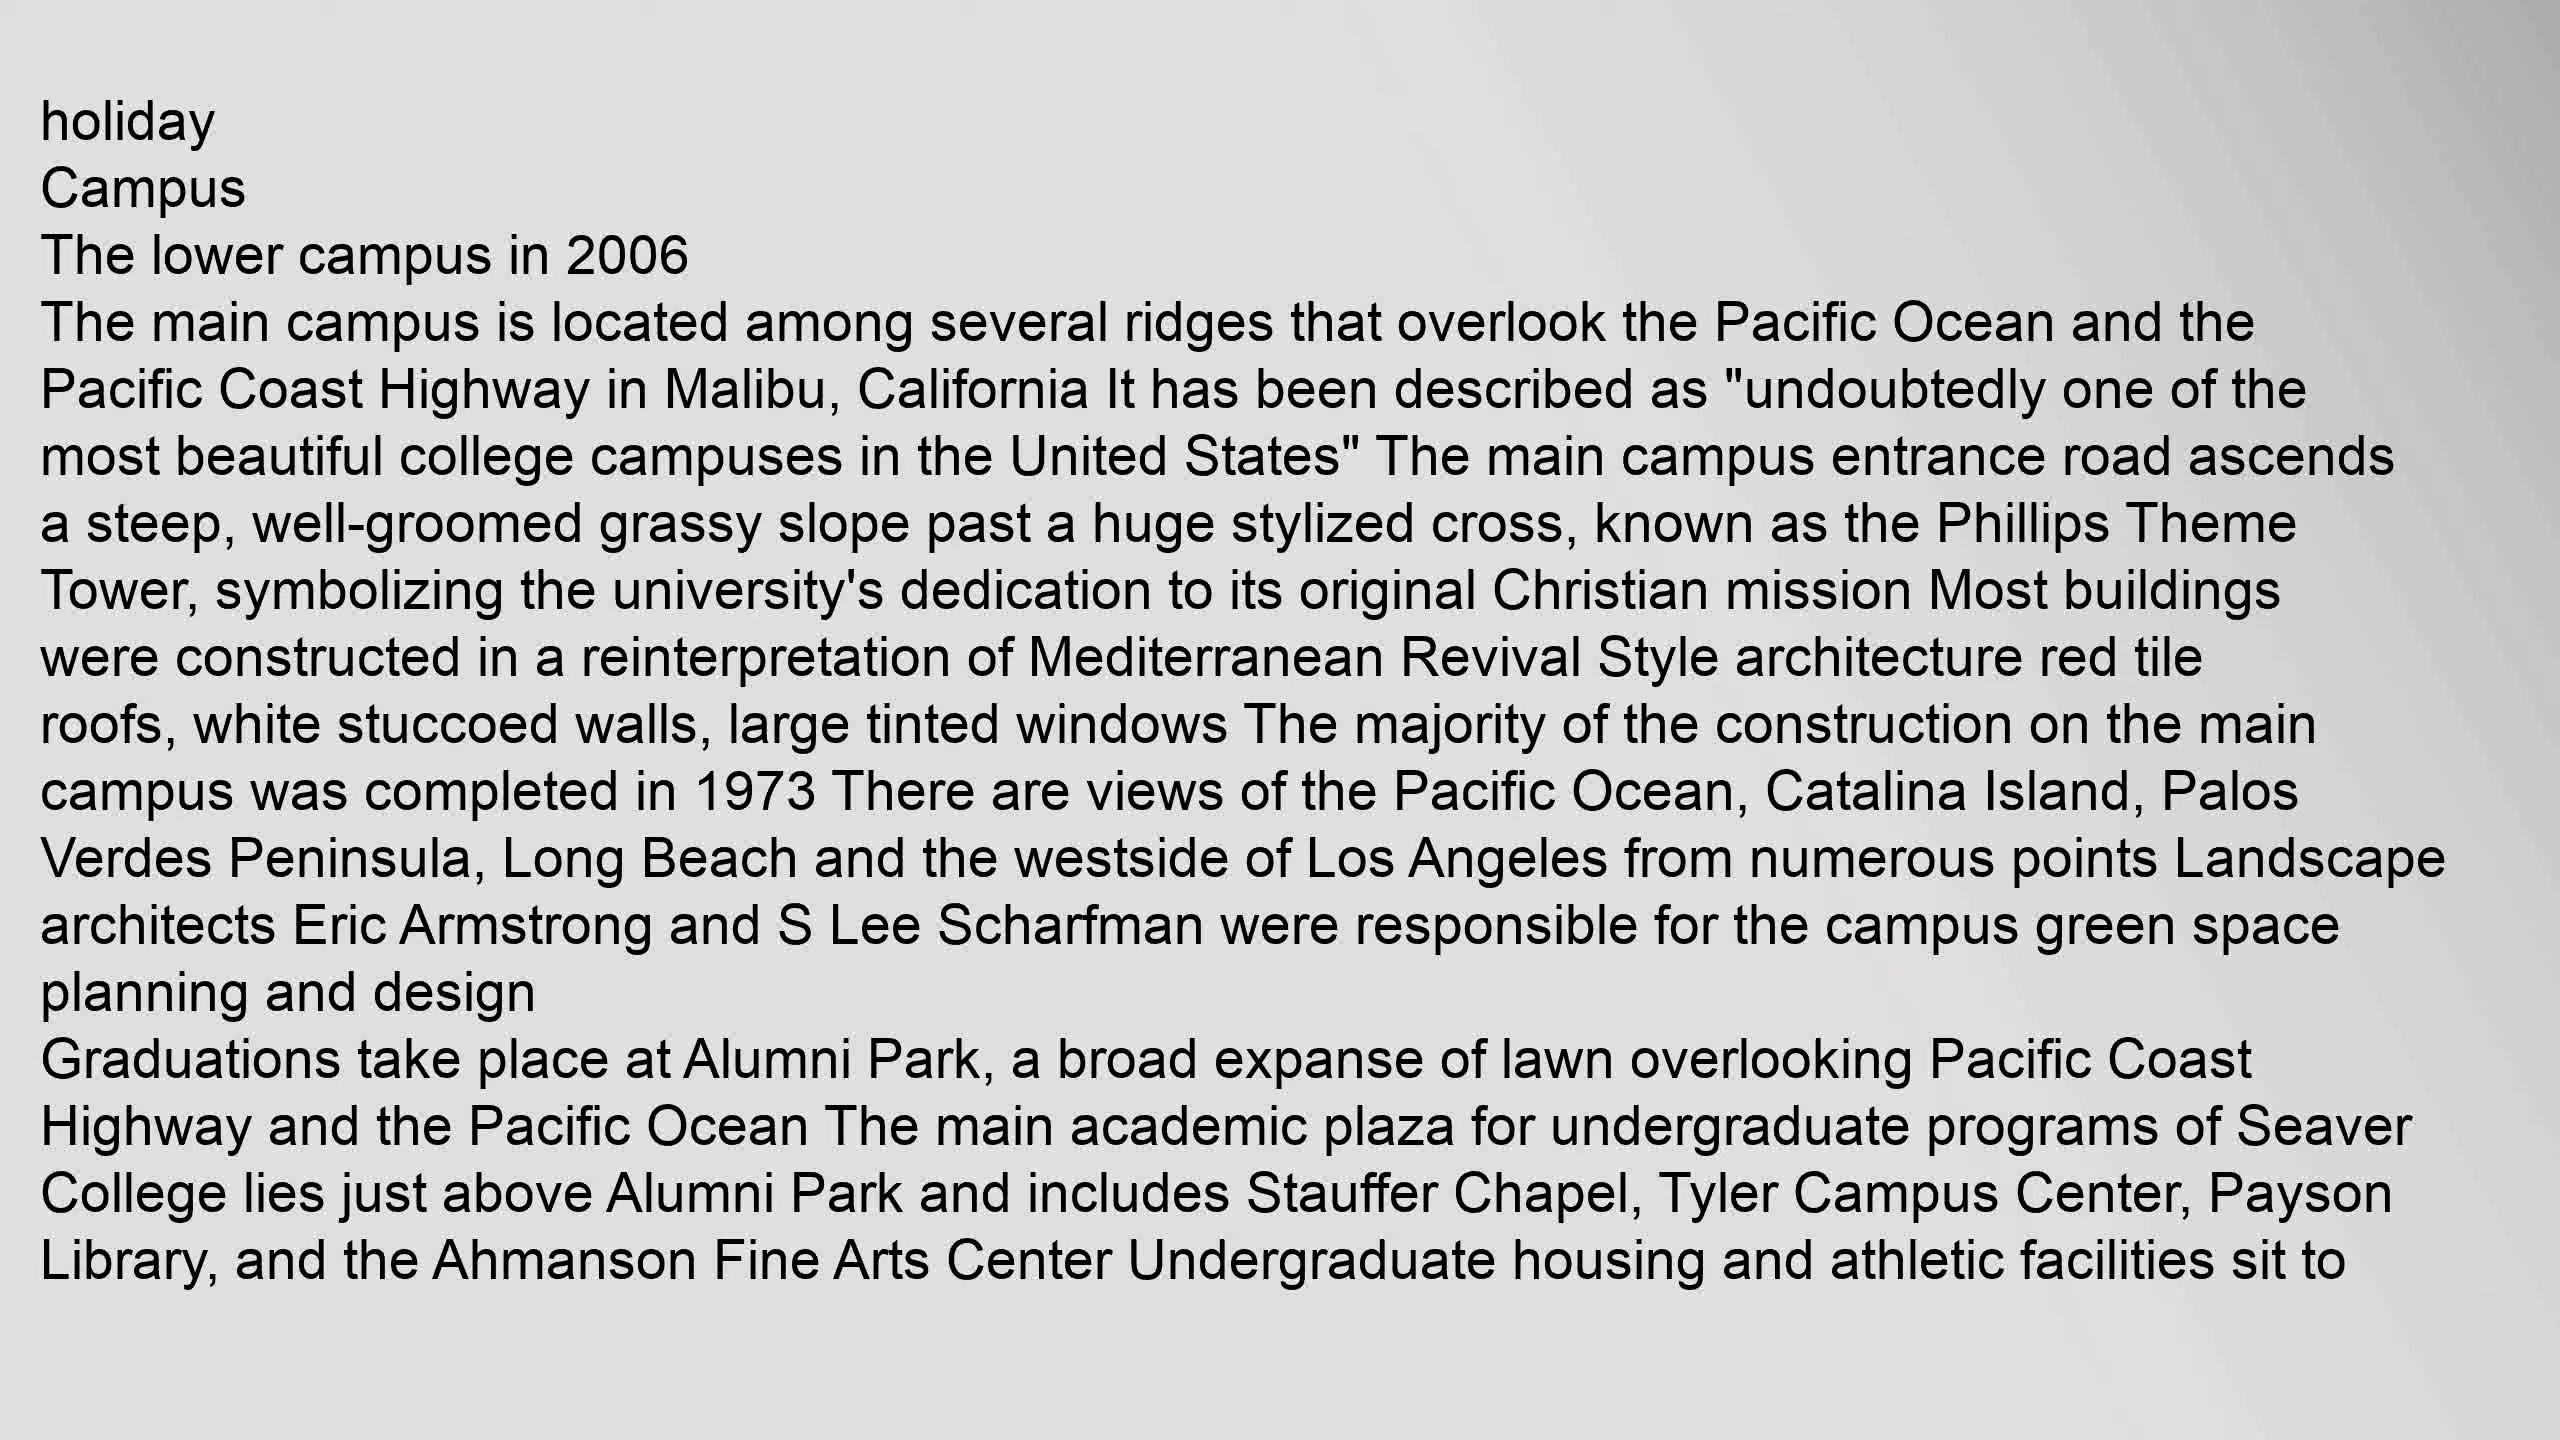 holiday
Campus
The lower campus in 2006
The main campus is located among several ridges that overlook the Pacific Ocean and the
Pacific Coast Highway in Malibu, California It has been described as "undoubtedly one of the
most beautiful college campuses in the United States" The main campus entrance road ascends
a steep, well-groomed grassy slope past a huge stylized cross, known as the Phillips Theme
Tower, symbolizing the university's dedication to its original Christian mission Most buildings
were constructed in a reinterpretation of Mediterranean Revival Style architecture red tile
roofs, white stuccoed walls, large tinted windows The majority of the construction on the main
campus was completed in 1973 There are views of the Pacific Ocean, Catalina Island, Palos
Verdes Peninsula, Long Beach and the westside of Los Angeles from numerous points Landscape
architects Eric Armstrong and S Lee Scharfman were responsible for the campus green space
planning and design
Graduations take place at Alumni Park, a broad expanse of lawn overlooking Pacific Coast
Highway and the Pacific Ocean The main academic plaza for undergraduate programs of Seaver
College lies just above Alumni Park and includes Stauffer Chapel, Tyler Campus Center, Payson
Library, and the Ahmanson Fine Arts Center Undergraduate housing and athletic facilities sit to